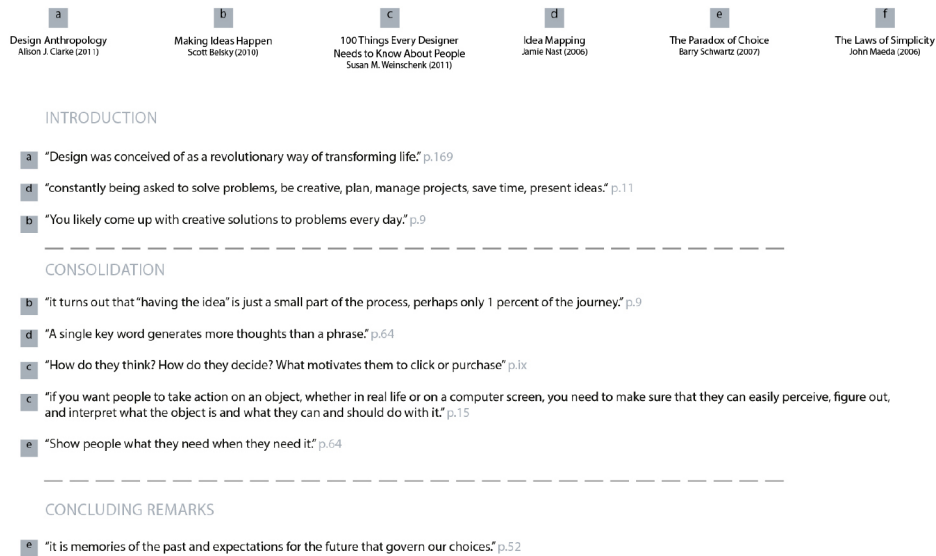 a
Design Anthropology
Alison J. Clarke (2011)
b
Making Ideas Happen
Scott Belsky (2010)
c
100 Things Every Designer
Needs to Know About People
Susan M. Weinschenk (2011)
d
Idea Mapping
Jamie Nast (2006)
e
The Paradox of Choice
Barry Schwartz (2007)
f
The Laws of Simplicity
John Maeda (2006)
INTRODUCTION
a “Design was conceived of as a revolutionary way of transforming life.” p.169
d “constantly being asked to solve problems, be creative, plan, manage projects, save time, present ideas.” p.11
b “You likely come up with creative solutions to problems every day.” p.9
CONSOLIDATION
b “it turns out that “having the idea” is just a small part of the process, perhaps only 1 percent of the journey.” p.9
d “A single key word generates more thoughts than a phrase.” p.64
c “How do they think? How do they decide? What motivates them to click or purchase” p.ix
c “if you want people to take action on an object, whether in real life or on a computer screen, you need to make sure that they can easily perceive, figure out,
and interpret what the object is and what they can and should do with it.” p.15
e “Show people what they need when they need it.” p.64
CONCLUDING REMARKS
e “it is memories of the past and expectations for the future that govern our choices.” p.52